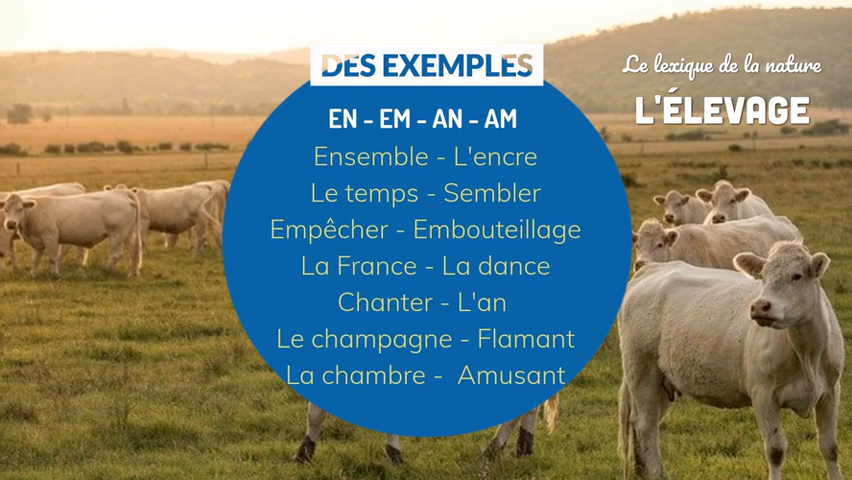 DES EXEMPLES
Le lexique de la nature
L'ÉLEVAGE
EN - EM - AN - AM
Ensemble - L'encre
Le temps - Sembler
Empêcher - Embouteillage
La France - La dance
Chanter - L'an
Le champagne - Flamant
La chambre - Amusant